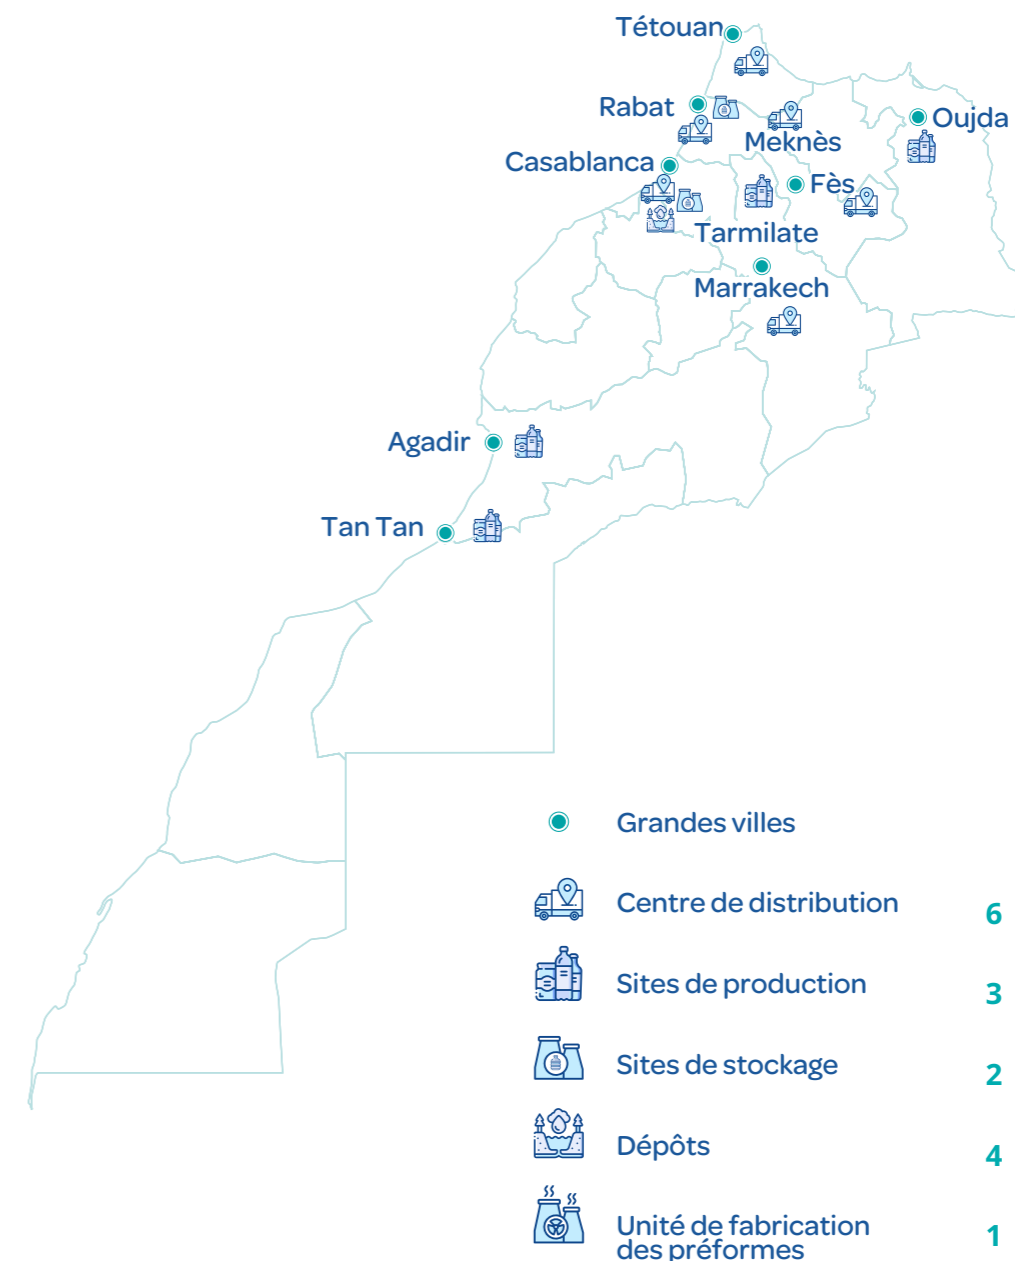 Tétouan
Rabat
Oujda
Meknès
Casablanca
Fès
Tarmilate
Marrakech
Agadir
Tan Tan
Grandes villes
Centre de distribution 6
Sites de production 3
Sites de stockage 2
Dépôts 4
Unité de fabrication 1
des préformes